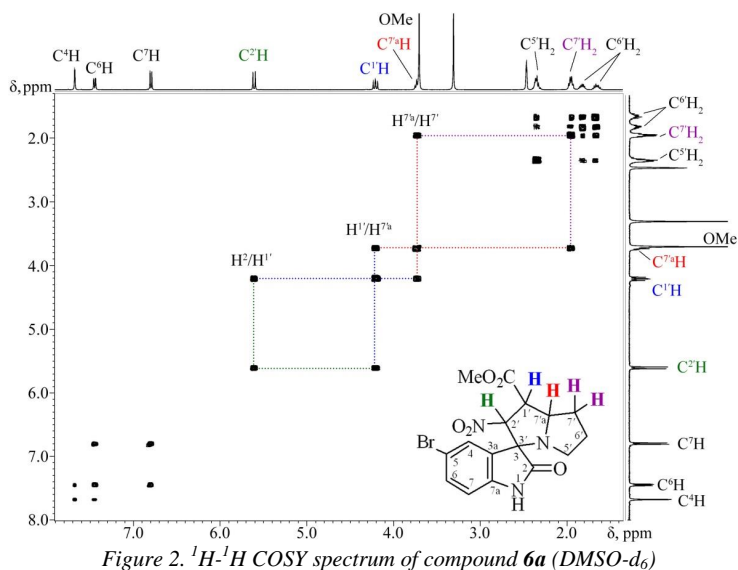 OMe
C⁴H
C⁶H
C⁷H
C²'H
C¹'H
C⁷'ᵃH
C⁵'H₂
C⁷'H₂
C⁶'H₂
δ, ppm
2.0
3.0
4.0
5.0
6.0
7.0
8.0
H⁷'ᵃ/H⁷'
H¹'/H⁷'ᵃ
H²/H¹'
C⁶'H₂
C⁷'H₂
C⁵'H₂
OMe
C⁷'ᵃH
C¹'H
C²'H
C⁷H
C⁶H
C⁴H
MeO₂C
H
H
H
H
H
1'
7'a
7'
6'
5'
2'
3'
O₂N
N
Br
4
3a
3
2
O
5
6
7
7a
1
N
H
7.0
6.0
5.0
4.0
3.0
2.0
δ, ppm
Figure 2. ¹H-¹H COSY spectrum of compound 6a (DMSO-d₆)